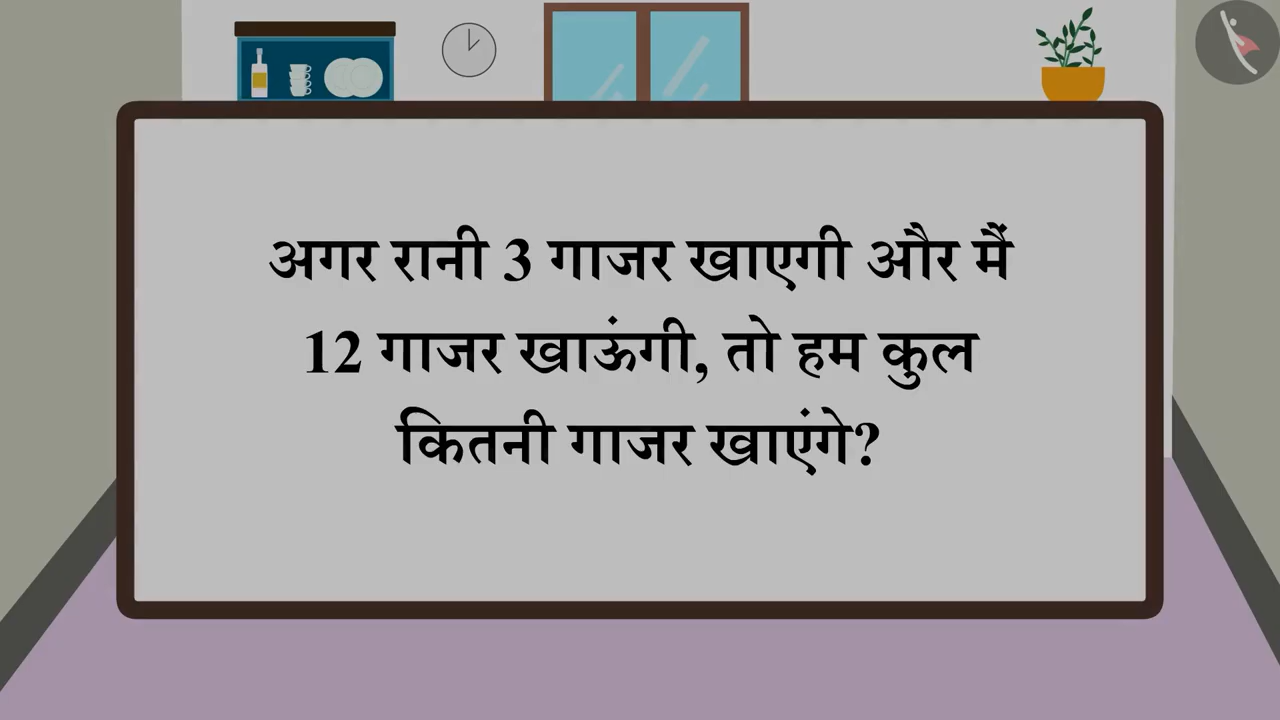 अगर रानी 3 गाजर खाएगी और मैं
12 गाजर खाऊंगी, तो हम कुल
कितनी गाजर खाएंगे?